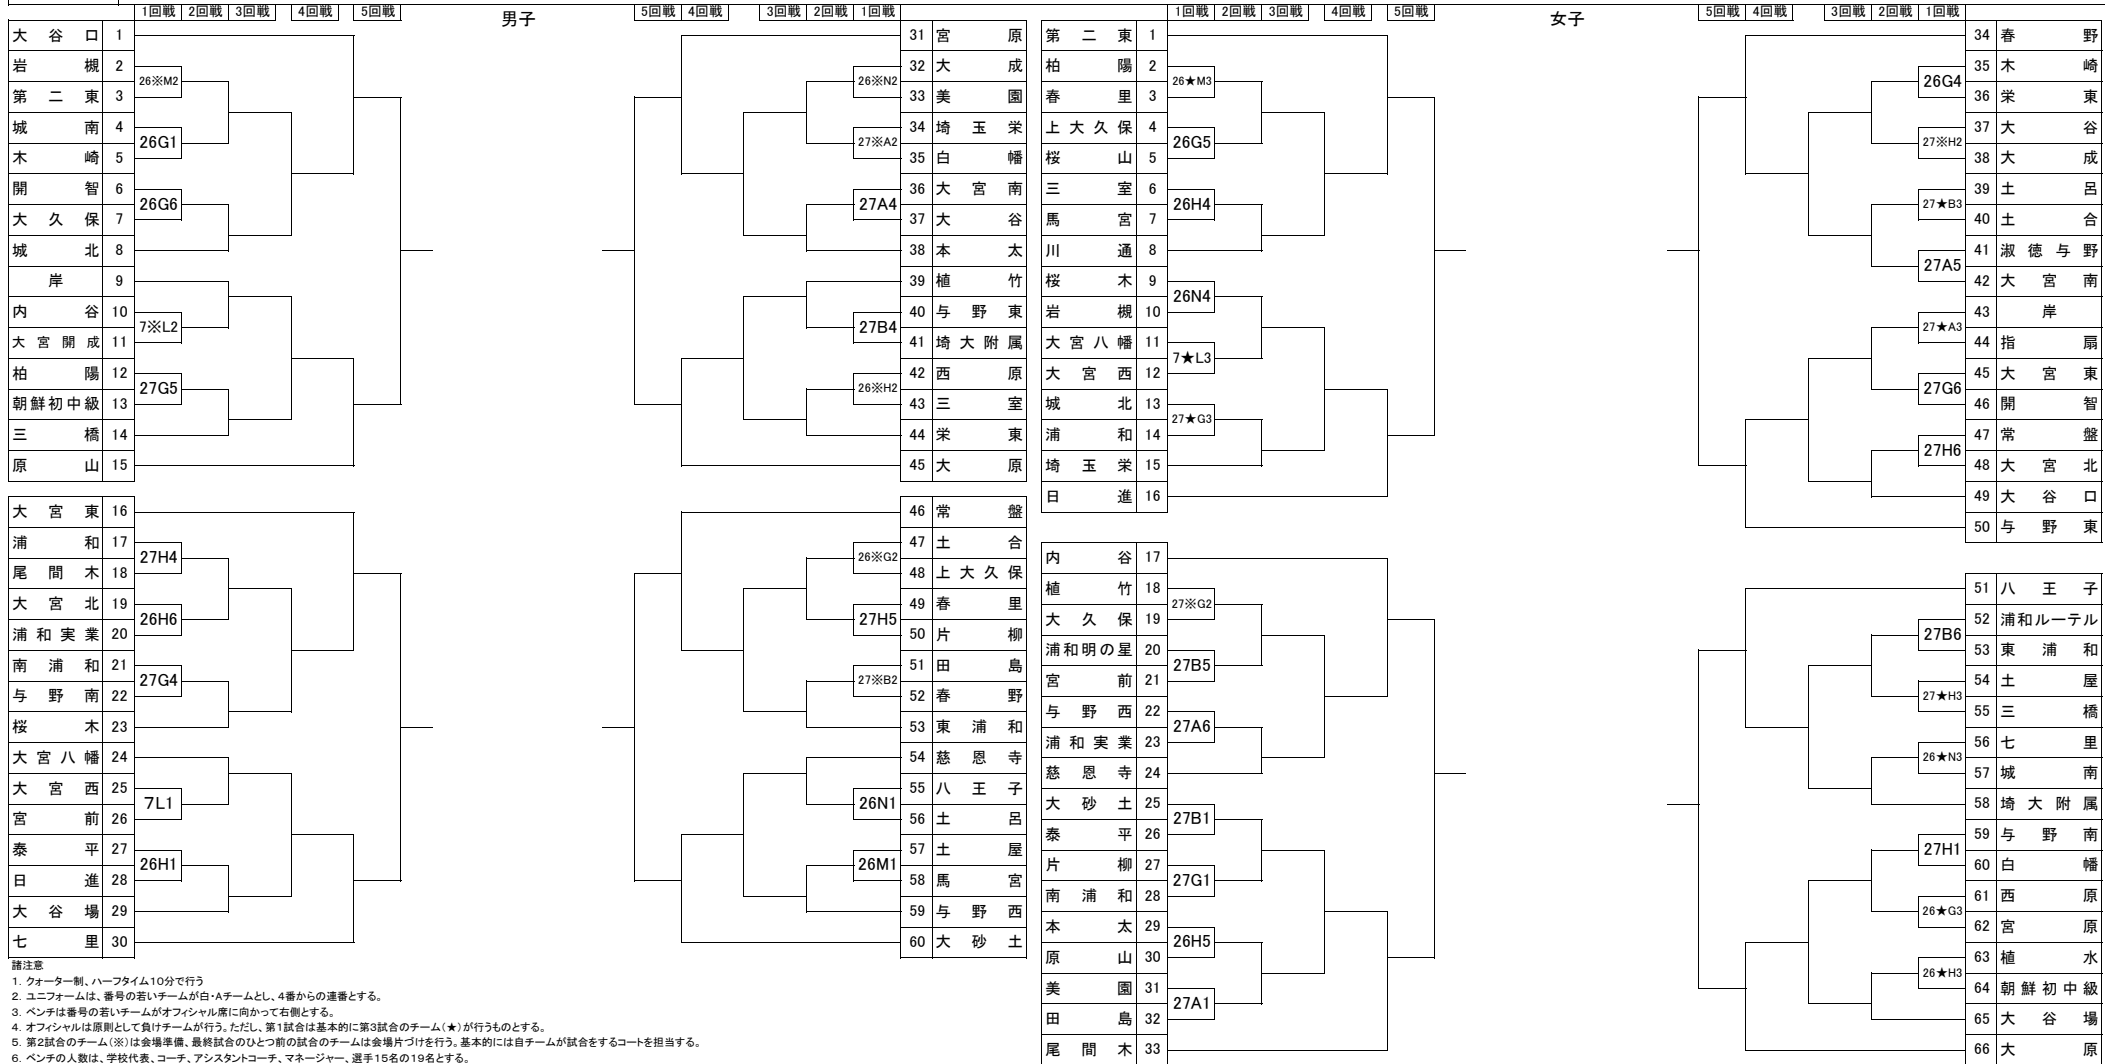 1回戦 2回戦 3回戦 4回戦 5回戦 男子 5回戦 4回戦 3回戦 2回戦 1回戦
大谷口 1
岩槻 2
26※M2
第二東 3
城南 4
26G1
木崎 5
開智 6
26G6
大久保 7
城北 8
岸 9
内谷 10
7※L2
大宮開成 11
柏陽 12
27G5
朝鮮初中級 13
三橋 14
原山 15
大宮東 16
浦和 17
27H4
尾間木 18
大宮北 19
26H6
浦和実業 20
南浦和 21
27G4
与野南 22
桜木 23
大宮八幡 24
大宮西 25
7L1
宮前 26
泰平 27
26H1
日進 28
大谷場 29
七里 30
31 宮原
32 大成
26※N2
33 美園
34 埼玉栄
27※A2
35 白幡
36 大宮南
27A4
37 大谷
38 本太
39 植竹
40 与野東
27B4
41 埼大附属
42 西原
26※H2
43 三室
44 栄東
45 大原
46 常盤
47 土合
26※G2
48 上大久保
49 春里
27H5
50 片柳
51 田島
27※B2
52 春野
53 東浦和
54 慈恩寺
55 八王子
26N1
56 土呂
57 土屋
26M1
58 馬宮
59 与野西
60 大砂土
諸注意
1. クォーター制、ハーフタイム10分で行う
2. ユニフォームは、番号の若いチームが白・Aチームとし、4番からの連番とする。
3. ベンチは番号の若いチームがオフィシャル席に向かって右側とする。
4. オフィシャルは原則として負けチームが行う。ただし、第1試合は基本的に第3試合のチーム(★)が行うものとする。
5. 第2試合のチーム(※)は会場準備、最終試合のひとつ前の試合のチームは会場片づけを行う。基本的には自チームが試合をするコートを担当する。
6. ベンチの人数は、学校代表、コーチ、アシスタントコーチ、マネージャー、選手15名の19名とする。
1回戦 2回戦 3回戦 4回戦 5回戦 女子 5回戦 4回戦 3回戦 2回戦 1回戦
第二東 1
柏陽 2
26★M3
春里 3
上大久保 4
26G5
桜山 5
三室 6
26H4
馬宮 7
川通 8
桜木 9
26N4
岩槻 10
大宮八幡 11
7★L3
大宮西 12
城北 13
27★G3
浦和 14
埼玉栄 15
日進 16
内谷 17
植竹 18
27※G2
大久保 19
浦和明の星 20
27B5
宮前 21
与野西 22
27A6
浦和実業 23
慈恩寺 24
大砂土 25
27B1
泰平 26
片柳 27
27G1
南浦和 28
本太 29
26H5
原山 30
美園 31
27A1
田島 32
尾間木 33
34 春野
35 木崎
26G4
36 栄東
37 大谷
27※H2
38 大成
39 土呂
27★B3
40 土合
41 淑徳与野
27A5
42 大宮南
43 岸
27★A3
44 指扇
45 大宮東
27G6
46 開智
47 常盤
27H6
48 大宮北
49 大谷口
50 与野東
51 八王子
52 浦和ルーテル
27B6
53 東浦和
54 土屋
27★H3
55 三橋
56 七里
26★N3
57 城南
58 埼大附属
59 与野南
27H1
60 白幡
61 西原
26★G3
62 宮原
63 植水
26★H3
64 朝鮮初中級
65 大谷場
66 大原